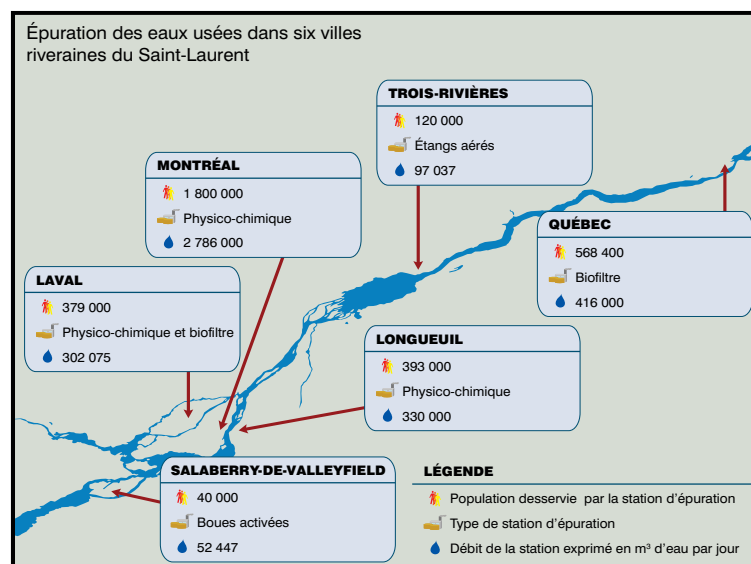 Épuration des eaux usées dans six villes
riveraines du Saint-Laurent
TROIS-RIVIÈRES
120 000
Étangs aérés
97 037
MONTRÉAL
1 800 000
Physico-chimique
2 786 000
QUÉBEC
568 400
Biofiltre
416 000
LAVAL
379 000
Physico-chimique et biofiltre
302 075
LONGUEUIL
393 000
Physico-chimique
330 000
SALABERRY-DE-VALLEYFIELD
40 000
Boues activées
52 447
LÉGENDE
Population desservie par la station d'épuration
Type de station d'épuration
Débit de la station exprimé en m³ d'eau par jour